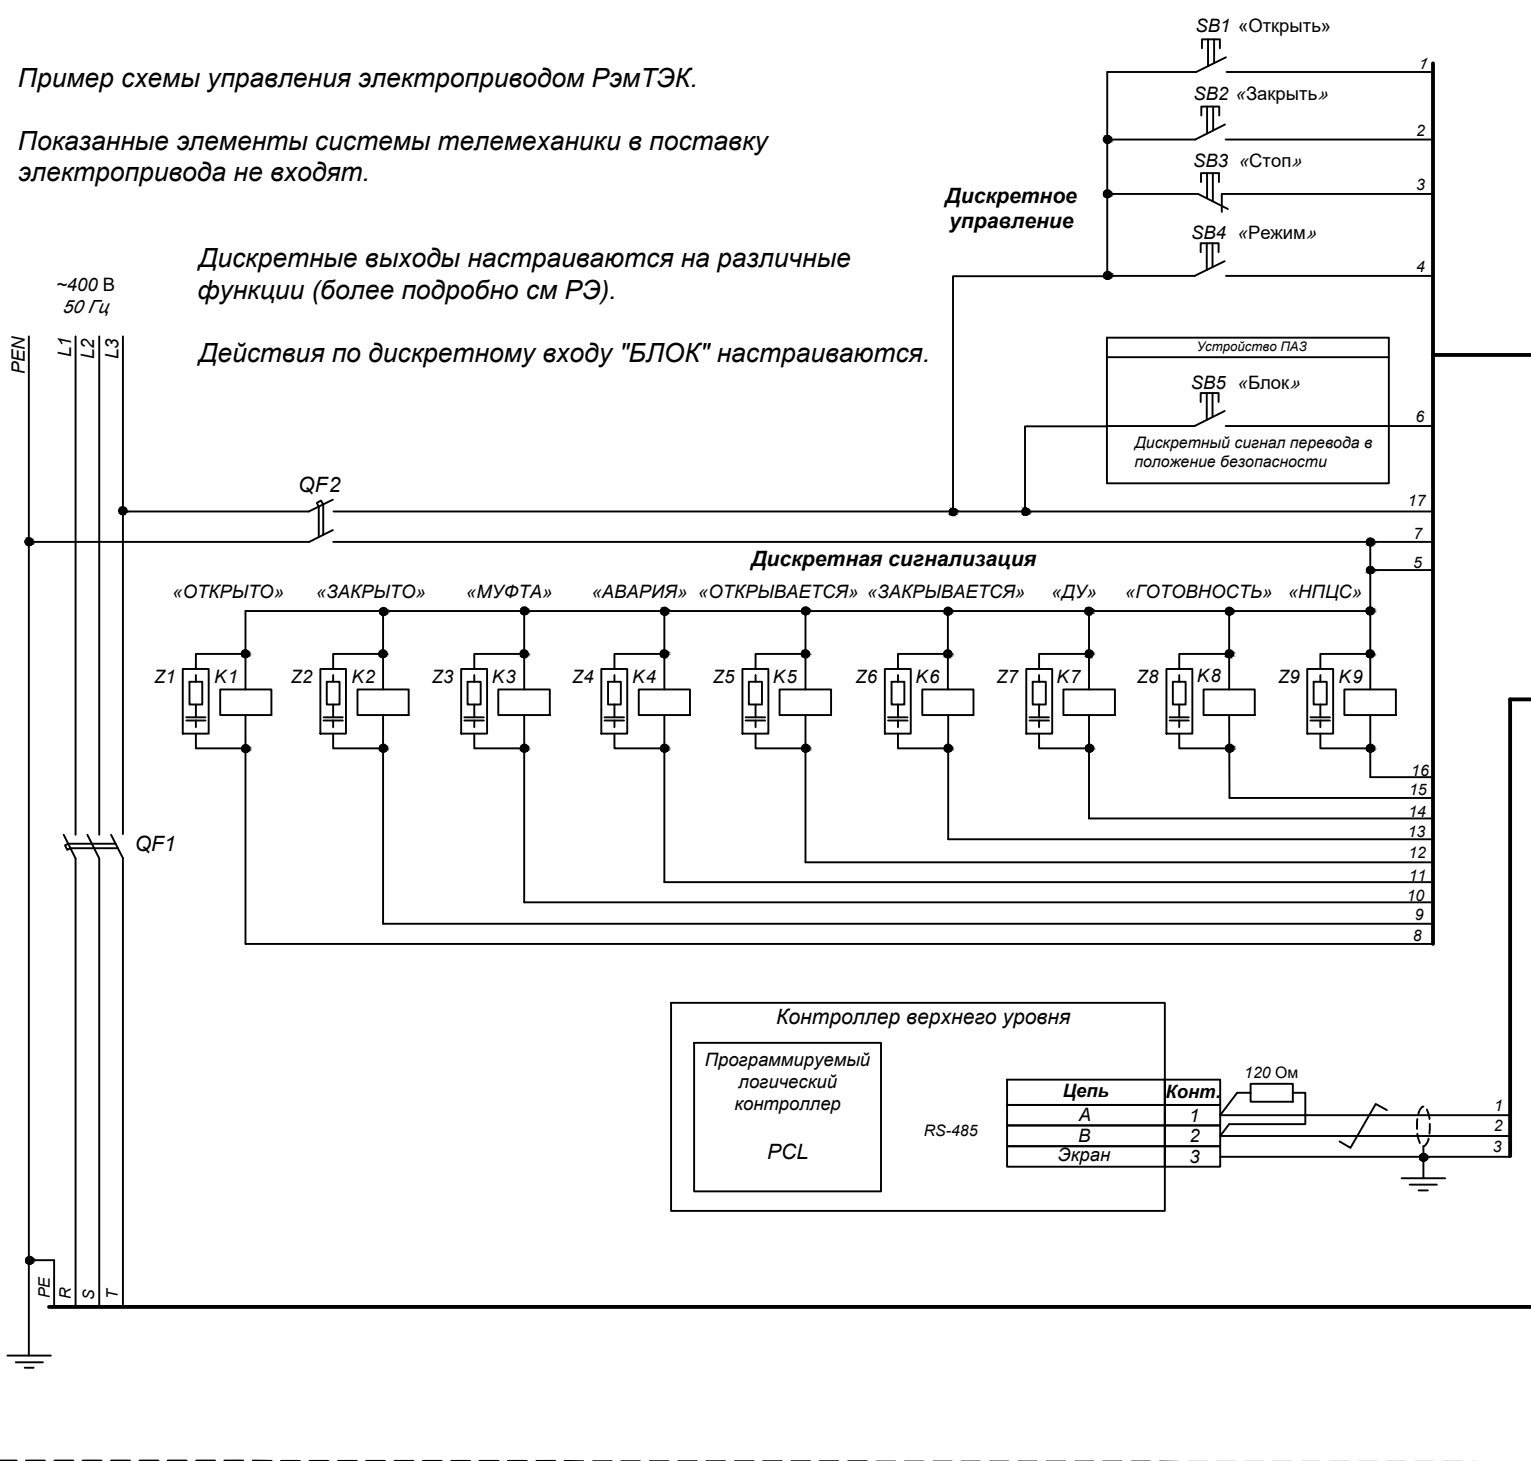 SB1 «Открыть»
1
Пример схемы управления электроприводом РэмТЭК.
SB2 «Закрыть»
2
Показанные элементы системы телемеханики в поставку
электропривода не входят.
SB3 «Стоп»
3
Дискретное
управление
SB4 «Режим»
4
Дискретные выходы настраиваются на различные
функции (более подробно см РЭ).
~400 В
50 Гц
PEN
L1
L2
L3
Действия по дискретному входу "БЛОК" настраиваются.
Устройство ПАЗ
SB5 «Блок»
6
Дискретный сигнал перевода в
положение безопасности
QF2
17
7
Дискретная сигнализация
5
«ОТКРЫТО» «ЗАКРЫТО» «МУФТА» «АВАРИЯ» «ОТКРЫВАЕТСЯ» «ЗАКРЫВАЕТСЯ» «ДУ» «ГОТОВНОСТЬ» «НПЦС»
Z1 K1 Z2 K2 Z3 K3 Z4 K4 Z5 K5 Z6 K6 Z7 K7 Z8 K8 Z9 K9
16
15
14
13
QF1
12
11
10
9
8
Контроллер верхнего уровня
Программируемый
логический
контроллер
PCL
RS-485
Цепь Конт.
A 1
B 2
Экран 3
120 Ом
1
2
3
PE
R
S
T